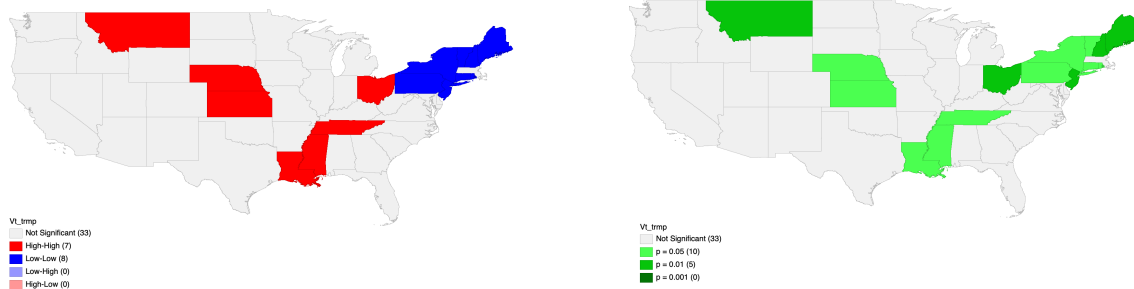 Vt_trmp
Not Significant (33)
High-High (7)
Low-Low (8)
Low-High (0)
High-Low (0)
Vt_trmp
Not Significant (33)
p = 0.05 (10)
p = 0.01 (5)
p = 0.001 (0)